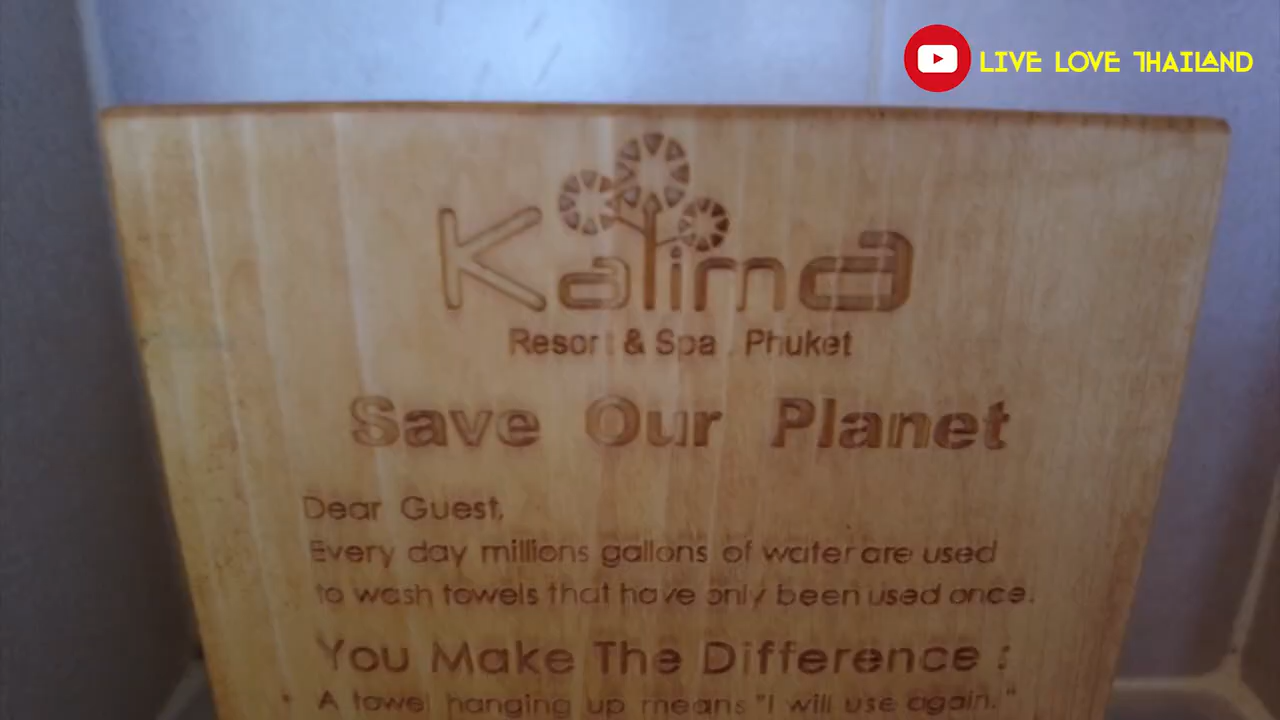 LIVE LOVE THAILAND
Kalima
Resort & Spa . Phuket
Save Our Planet
Dear Guest,
Every day millions gallons of water are used
to wash towels that have only been used once.
You Make The Difference :
* A towel hanging up means "I will use again."